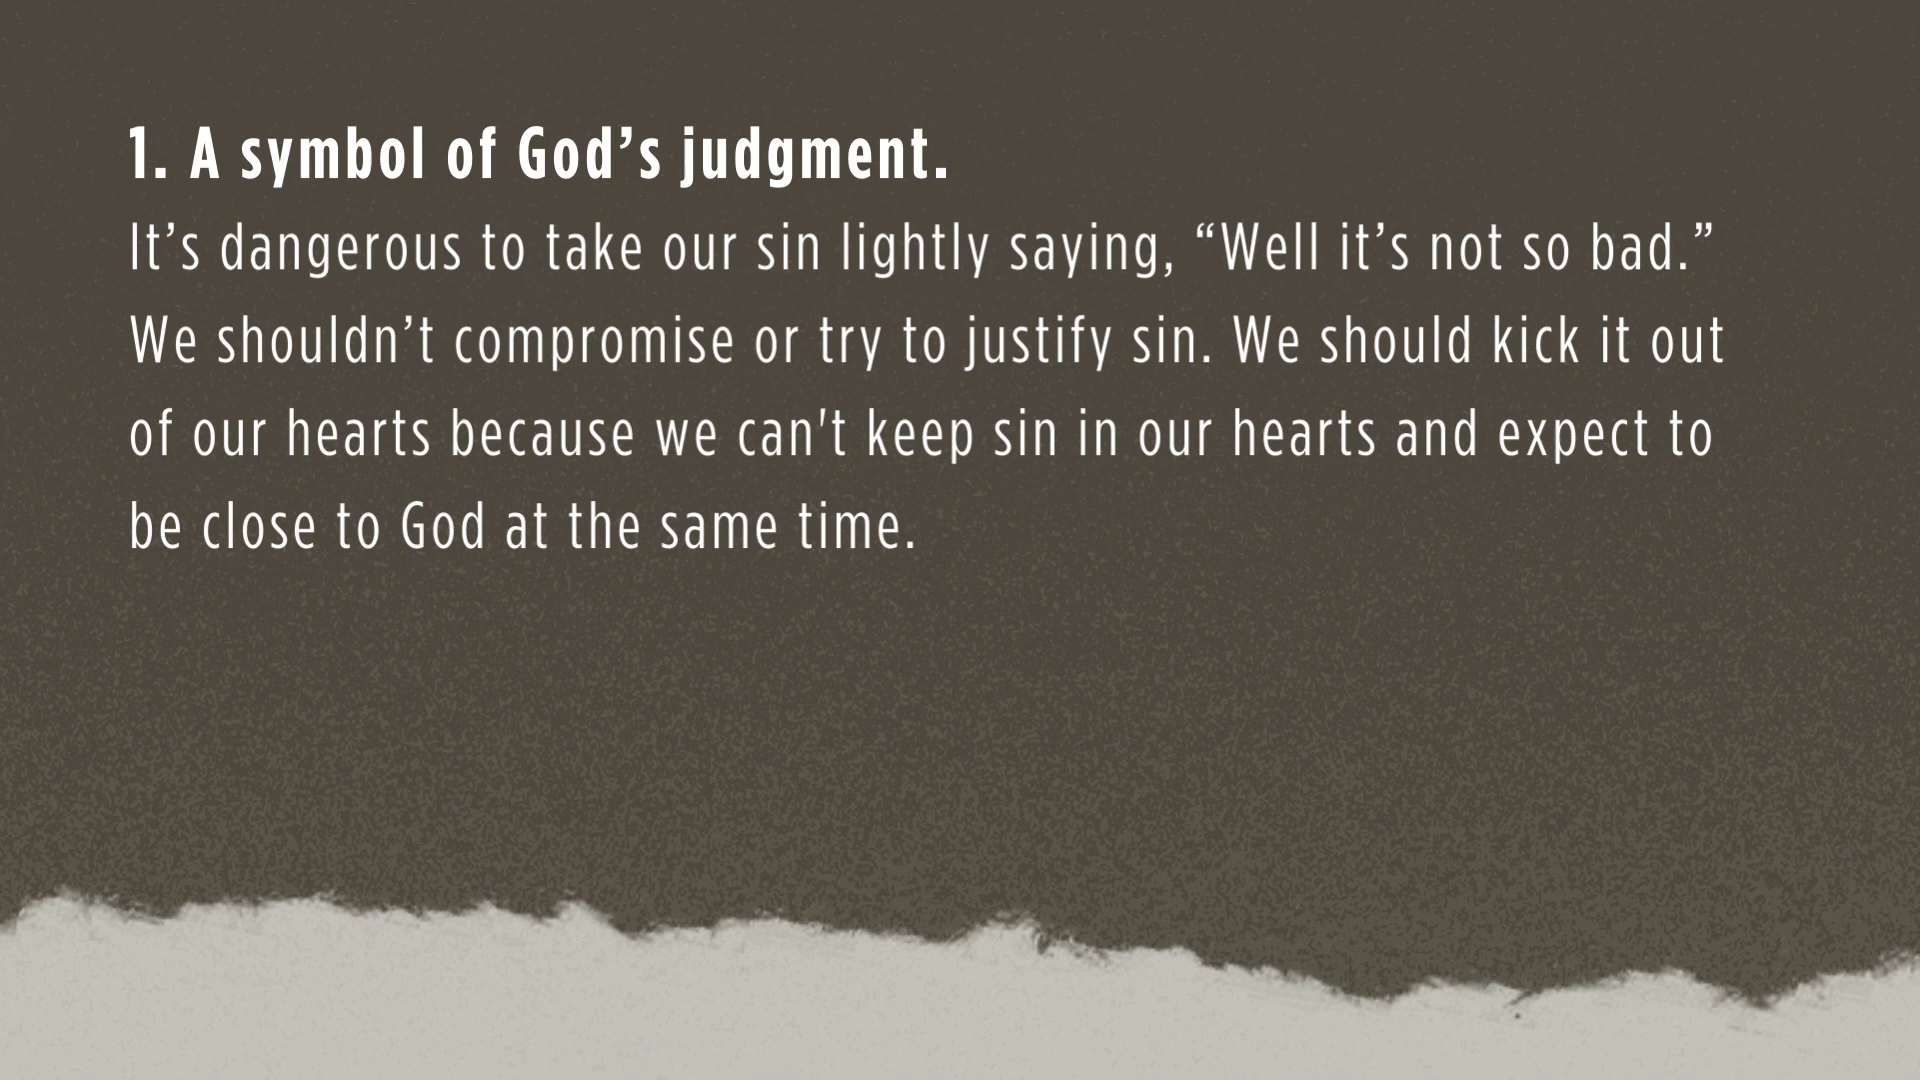 1. A symbol of God’s judgment.
It’s dangerous to take our sin lightly saying, “Well it’s not so bad.”
We shouldn’t compromise or try to justify sin. We should kick it out
of our hearts because we can't keep sin in our hearts and expect to
be close to God at the same time.